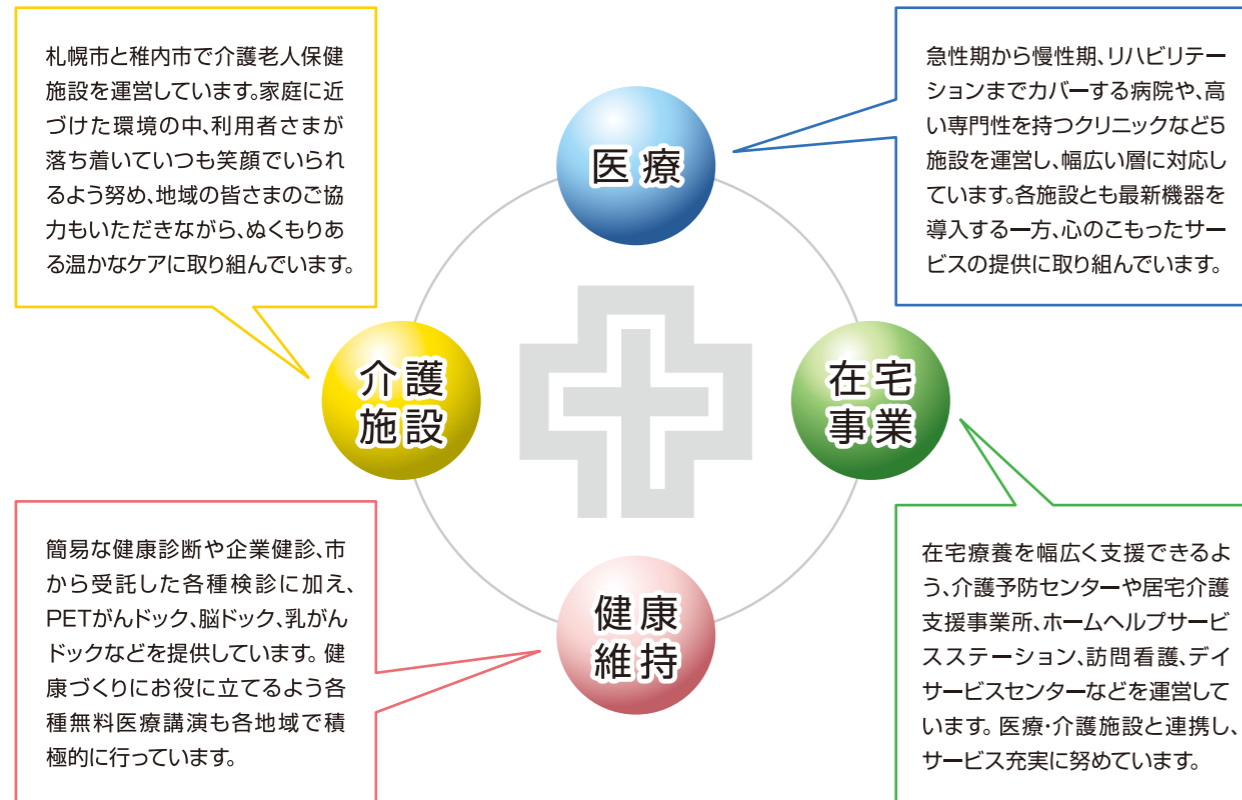 札幌市と稚内市で介護老人保健
施設を運営しています。家庭に近
づけた環境の中、利用者さまが
落ち着いていつも笑顔でいられ
るよう努め、地域の皆さまのご協
力もいただきながら、ぬくもりあ
る温かなケアに取り組んでいます。
医療
急性期から慢性期、リハビリテー
ションまでカバーする病院や、高
い専門性を持つクリニックなど5
施設を運営し、幅広い層に対応し
ています。各施設とも最新機器を
導入する一方、心のこもったサー
ビスの提供に取り組んでいます。
介護
施設
在宅
事業
簡易な健康診断や企業健診、市
から受託した各種検診に加え、
PETがんドック、脳ドック、乳がん
ドックなどを提供しています。健
康づくりにお役に立てるよう各
種無料医療講演も各地域で積
極的に行っています。
健康
維持
在宅療養を幅広く支援できるよ
う、介護予防センターや居宅介護
支援事業所、ホームヘルプサービ
スステーション、訪問看護、デイ
サービスセンターなどを運営して
います。医療・介護施設と連携し、
サービス充実に努めています。